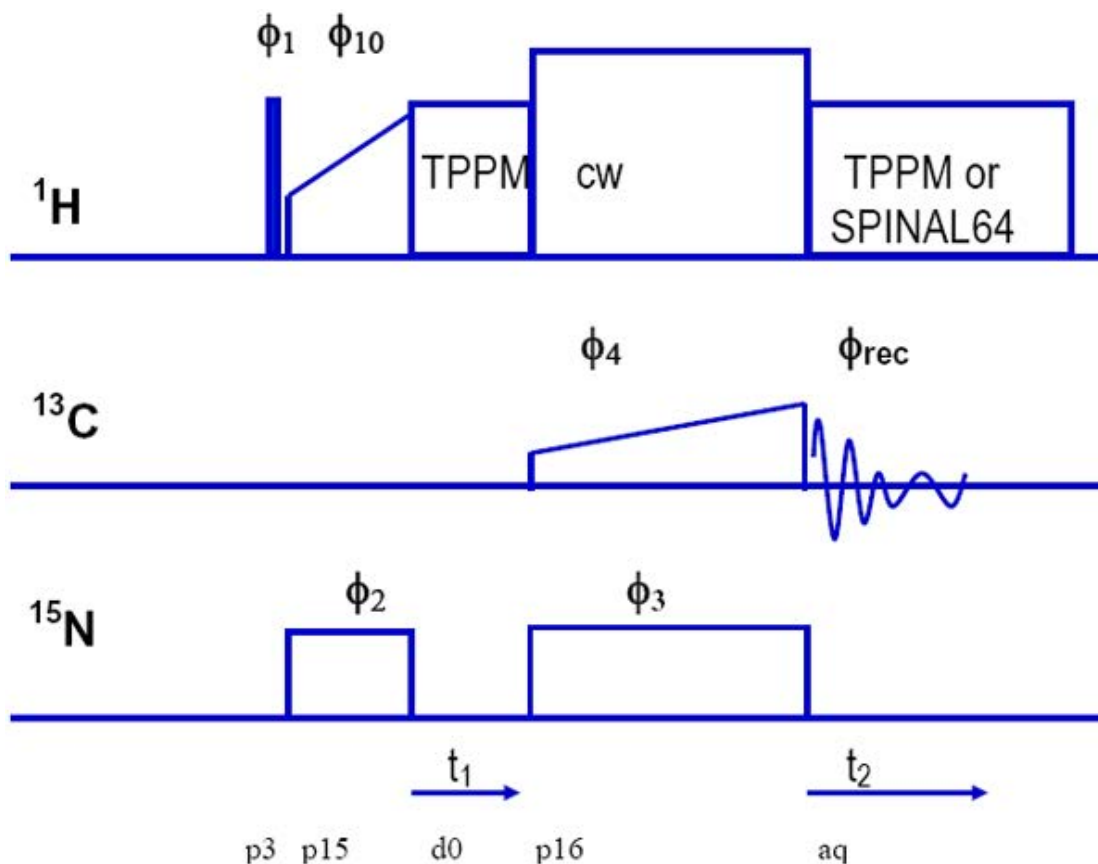 ϕ1 ϕ10
¹H
TPPM cw TPPM or
SPINAL64
ϕ4 ϕrec
¹³C
ϕ2 ϕ3
¹⁵N
t1 t2
p3 p15 d0 p16 aq